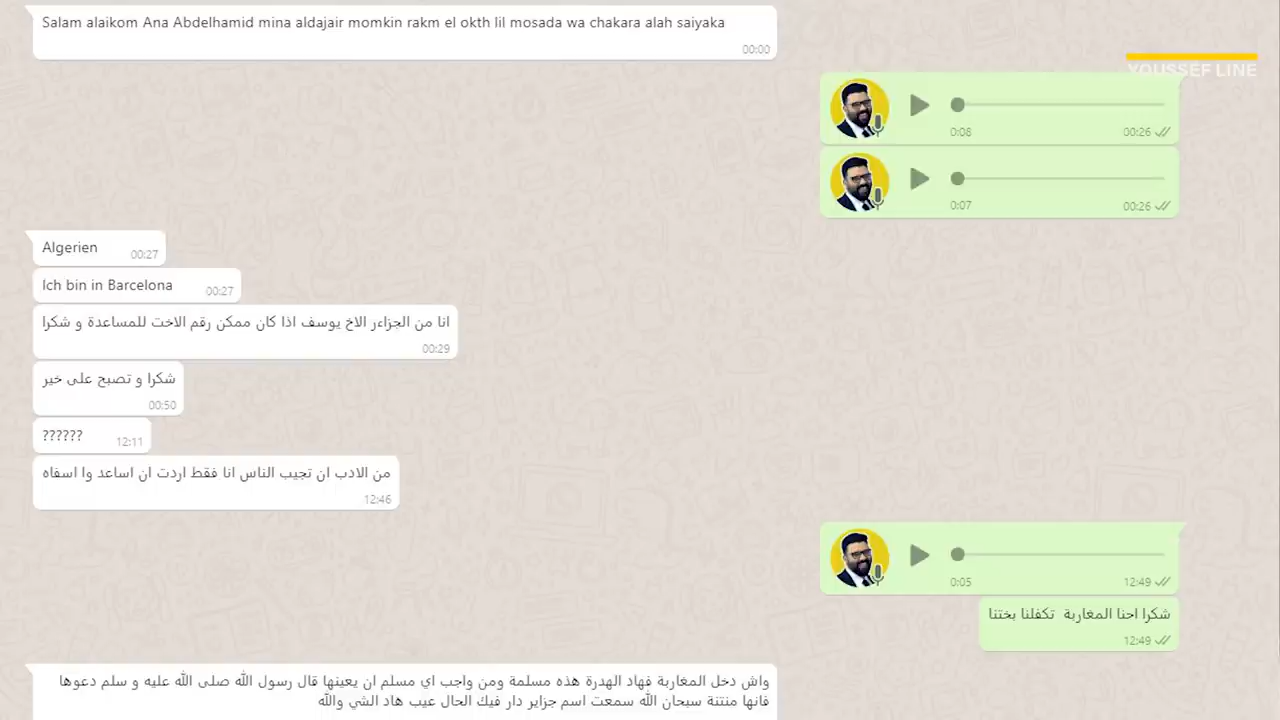 Salam alaikom Ana Abdelhamid mina aldajair momkin rakm el okth lil mosada wa chakara alah saiyaka
00:00
YOUSSEF LINE
0:08
00:26
0:07
00:26
Algerien
00:27
Ich bin in Barcelona
00:27
انا من الجزاءر الاخ يوسف اذا كان ممكن رقم الاخت للمساعدة و شكرا
00:29
شكرا و تصبح على خير
00:50
??????
12:11
من الادب ان تجيب الناس انا فقط اردت ان اساعد وا اسفاه
12:46
0:05
12:49
شكرا احنا المغاربة تكفلنا بختنا
12:49
واش دخل المغاربة فهاد الهدرة هذه مسلمة ومن واجب اي مسلم ان يعينها قال رسول الله صلى الله عليه و سلم دعوها
فانها منتنة سبحان الله سمعت اسم جزاير دار فيك الحال عيب هاد الشي والله